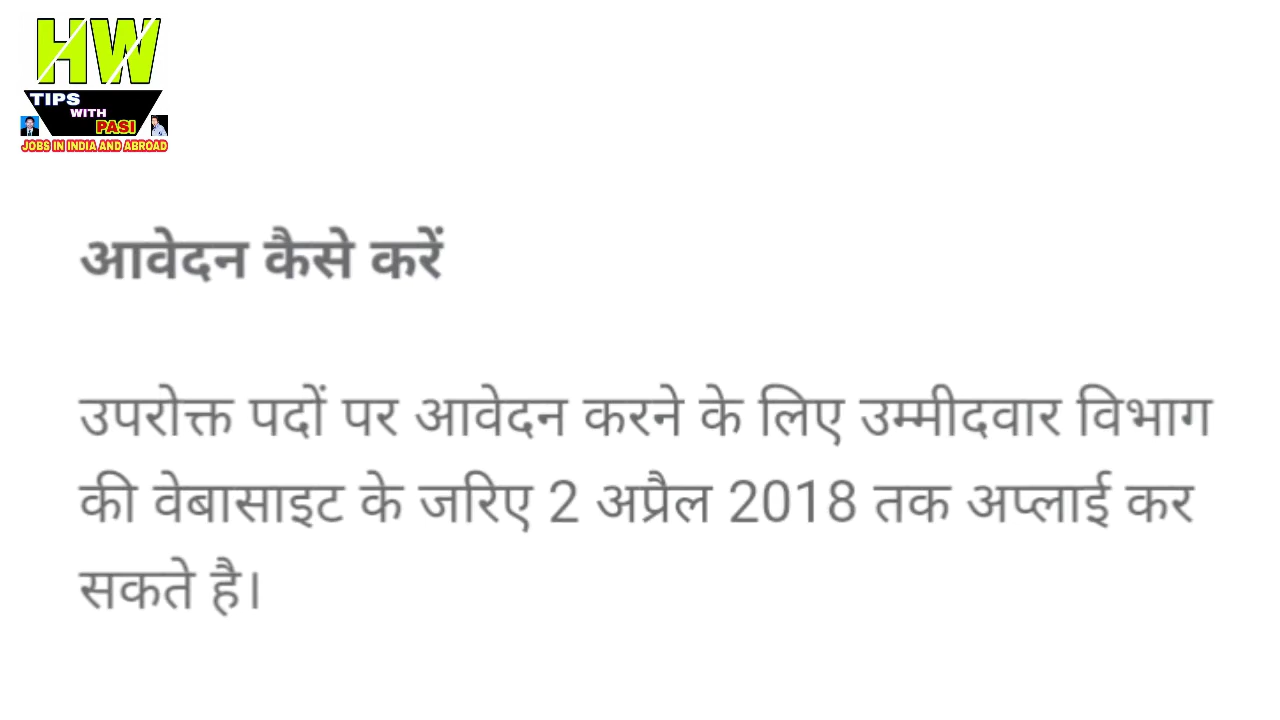 HW
TIPS
WITH
PASI
JOBS IN INDIA AND ABROAD
आवेदन कैसे करें
उपरोक्त पदों पर आवेदन करने के लिए उम्मीदवार विभाग
की वेबासाइट के जरिए 2 अप्रैल 2018 तक अप्लाई कर
सकते है।